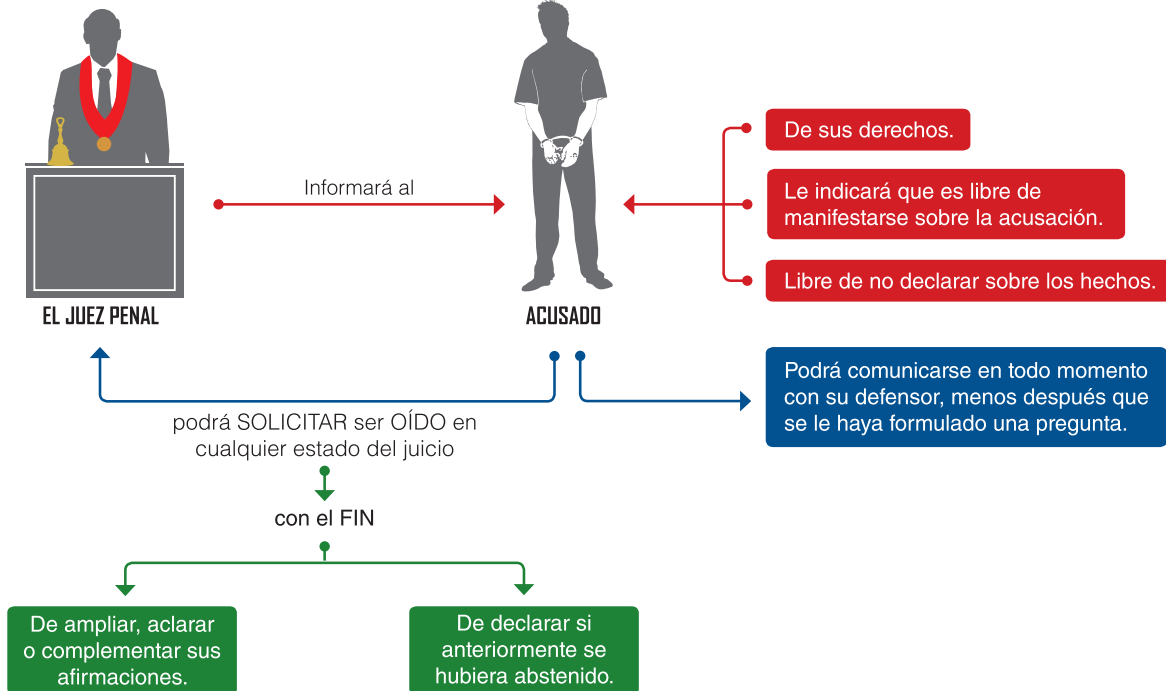 Informará al
De sus derechos.
Le indicará que es libre de
manifestarse sobre la acusación.
Libre de no declarar sobre los hechos.
EL JUEZ PENAL
ACUSADO
podrá SOLICITAR ser OÍDO en
cualquier estado del juicio
Podrá comunicarse en todo momento
con su defensor, menos después que
se le haya formulado una pregunta.
con el FIN
De ampliar, aclarar
o complementar sus
afirmaciones.
De declarar si
anteriormente se
hubiera abstenido.